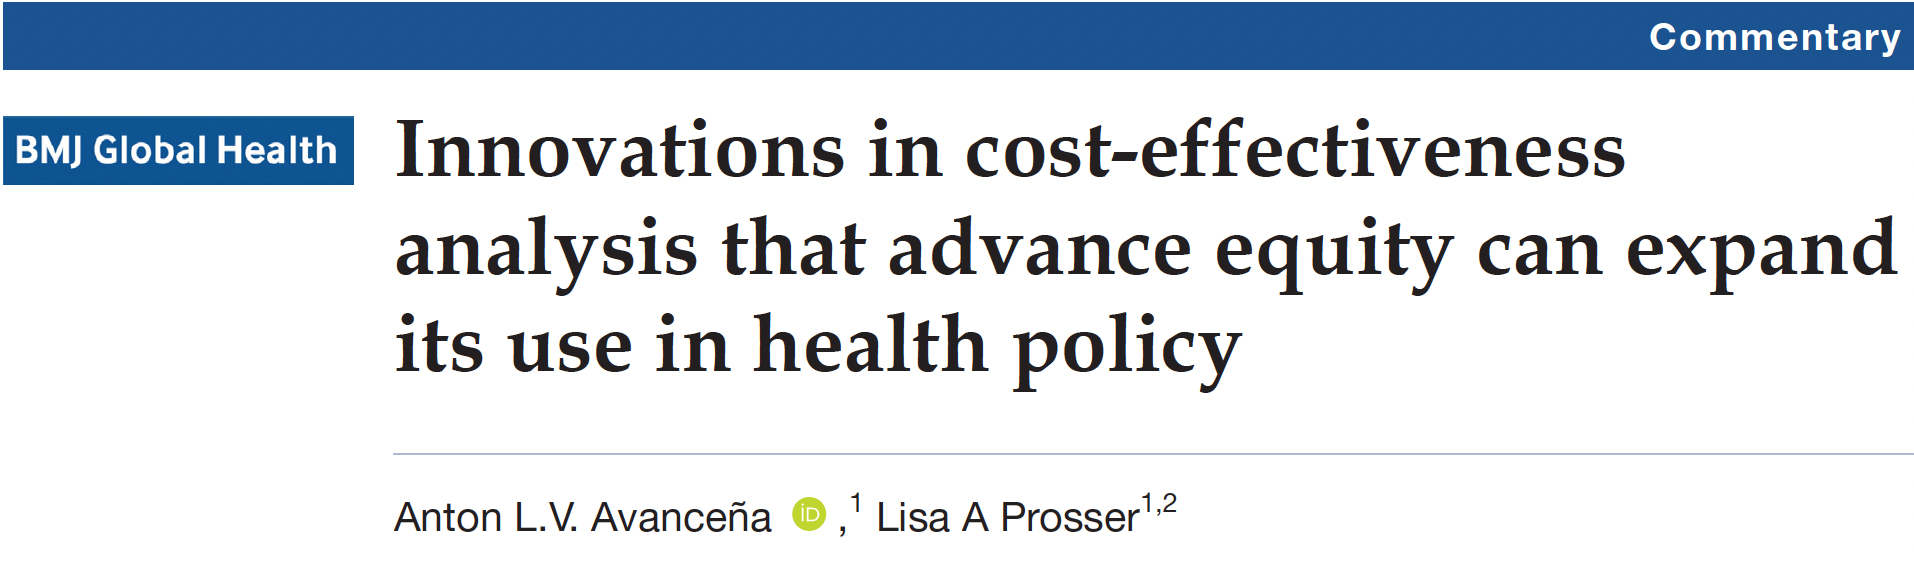 Commentary
BMJ Global Health
Innovations in cost-effectiveness
analysis that advance equity can expand
its use in health policy
Anton L.V. Avanceña iD ,1 Lisa A Prosser1,2